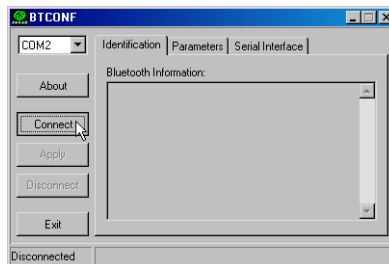 BTCONF
COM2
Identification
Parameters
Serial Interface
Bluetooth Information:
About
Connect
Apply
Disconnect
Exit
Disconnected